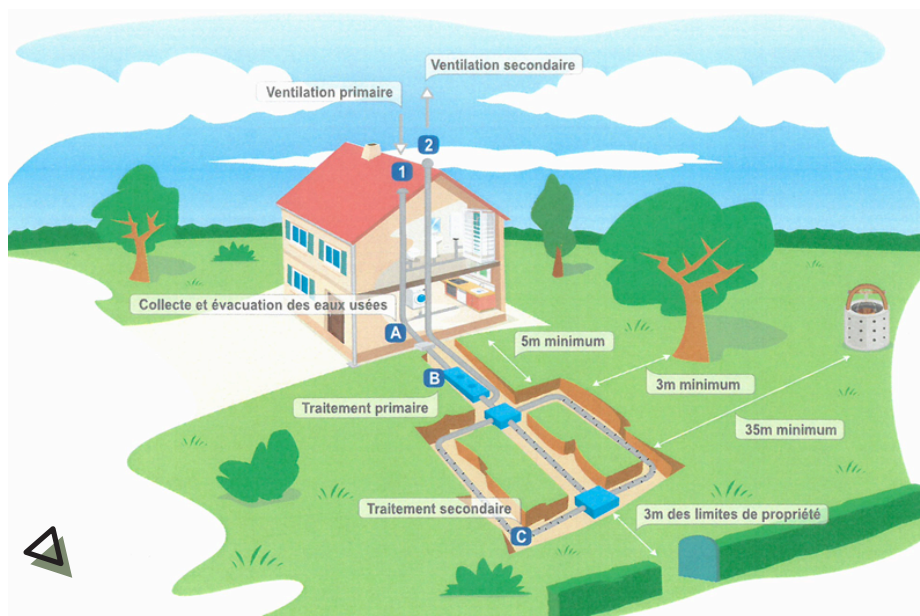 Ventilation secondaire
Ventilation primaire
2
1
Collecte et évacuation des eaux usées
A
5m minimum
B
3m minimum
Traitement primaire
35m minimum
Traitement secondaire
3m des limites de propriété
C